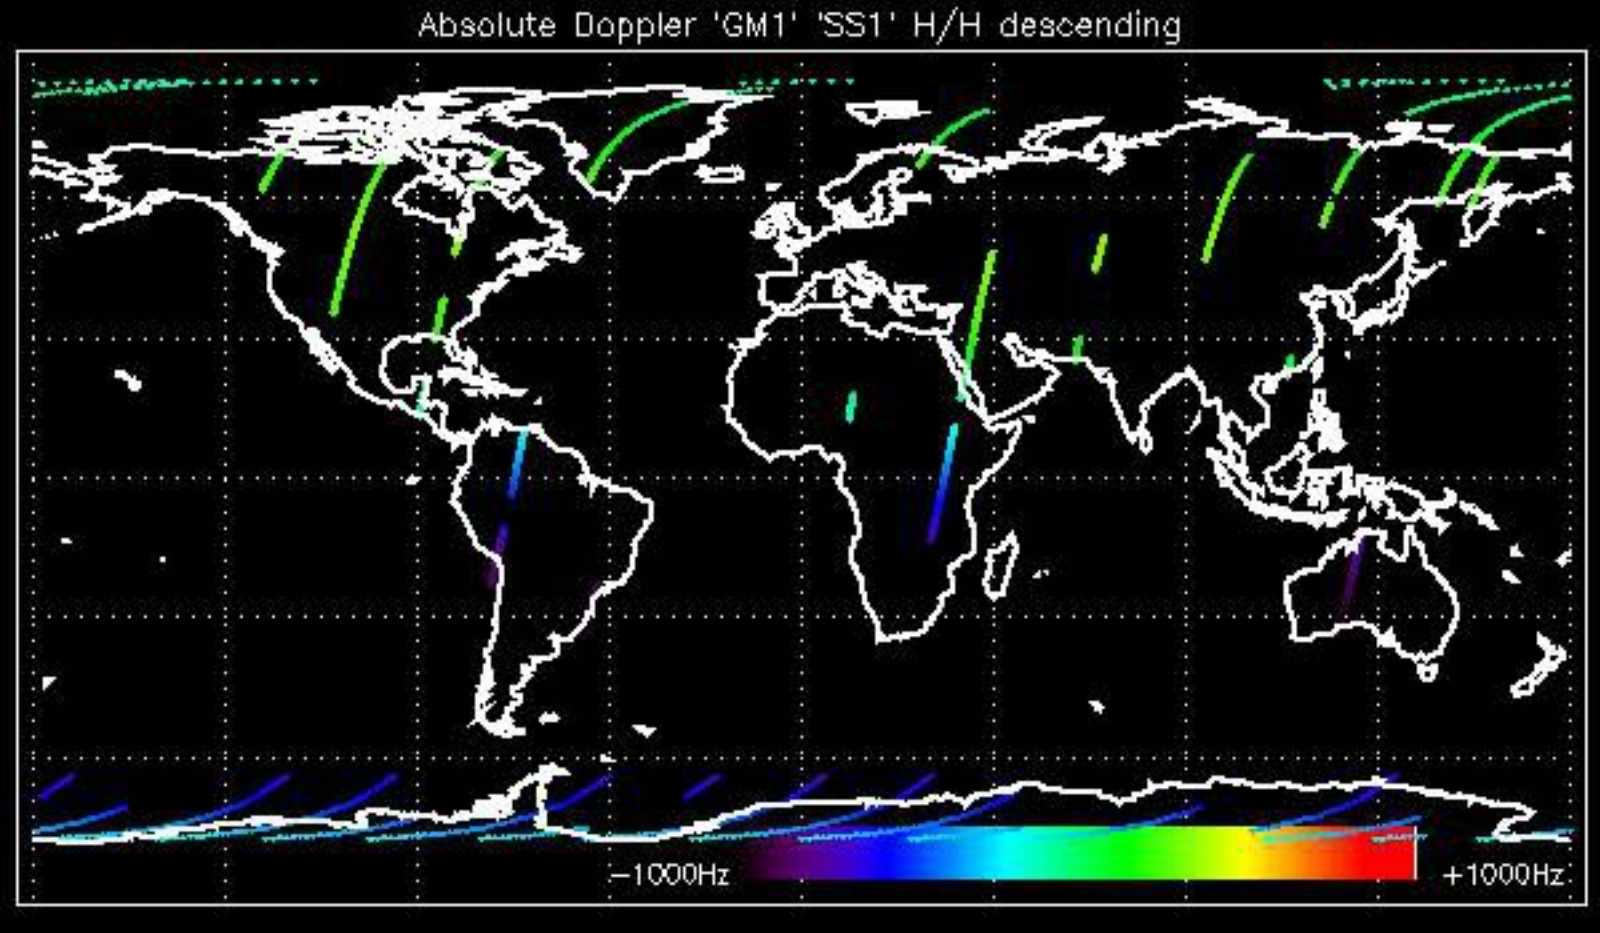 Absolute Doppler 'GM1' 'SS1' H/H descending
−1000Hz +1000Hz